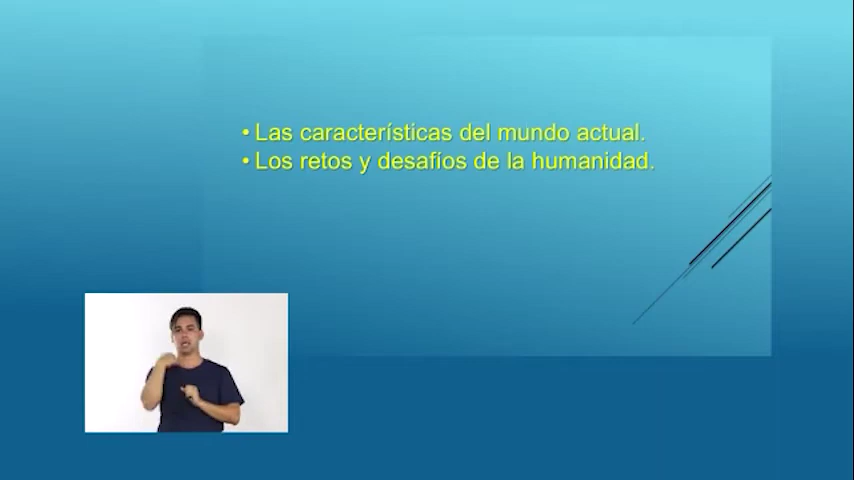 • Las características del mundo actual.
• Los retos y desafíos de la humanidad.